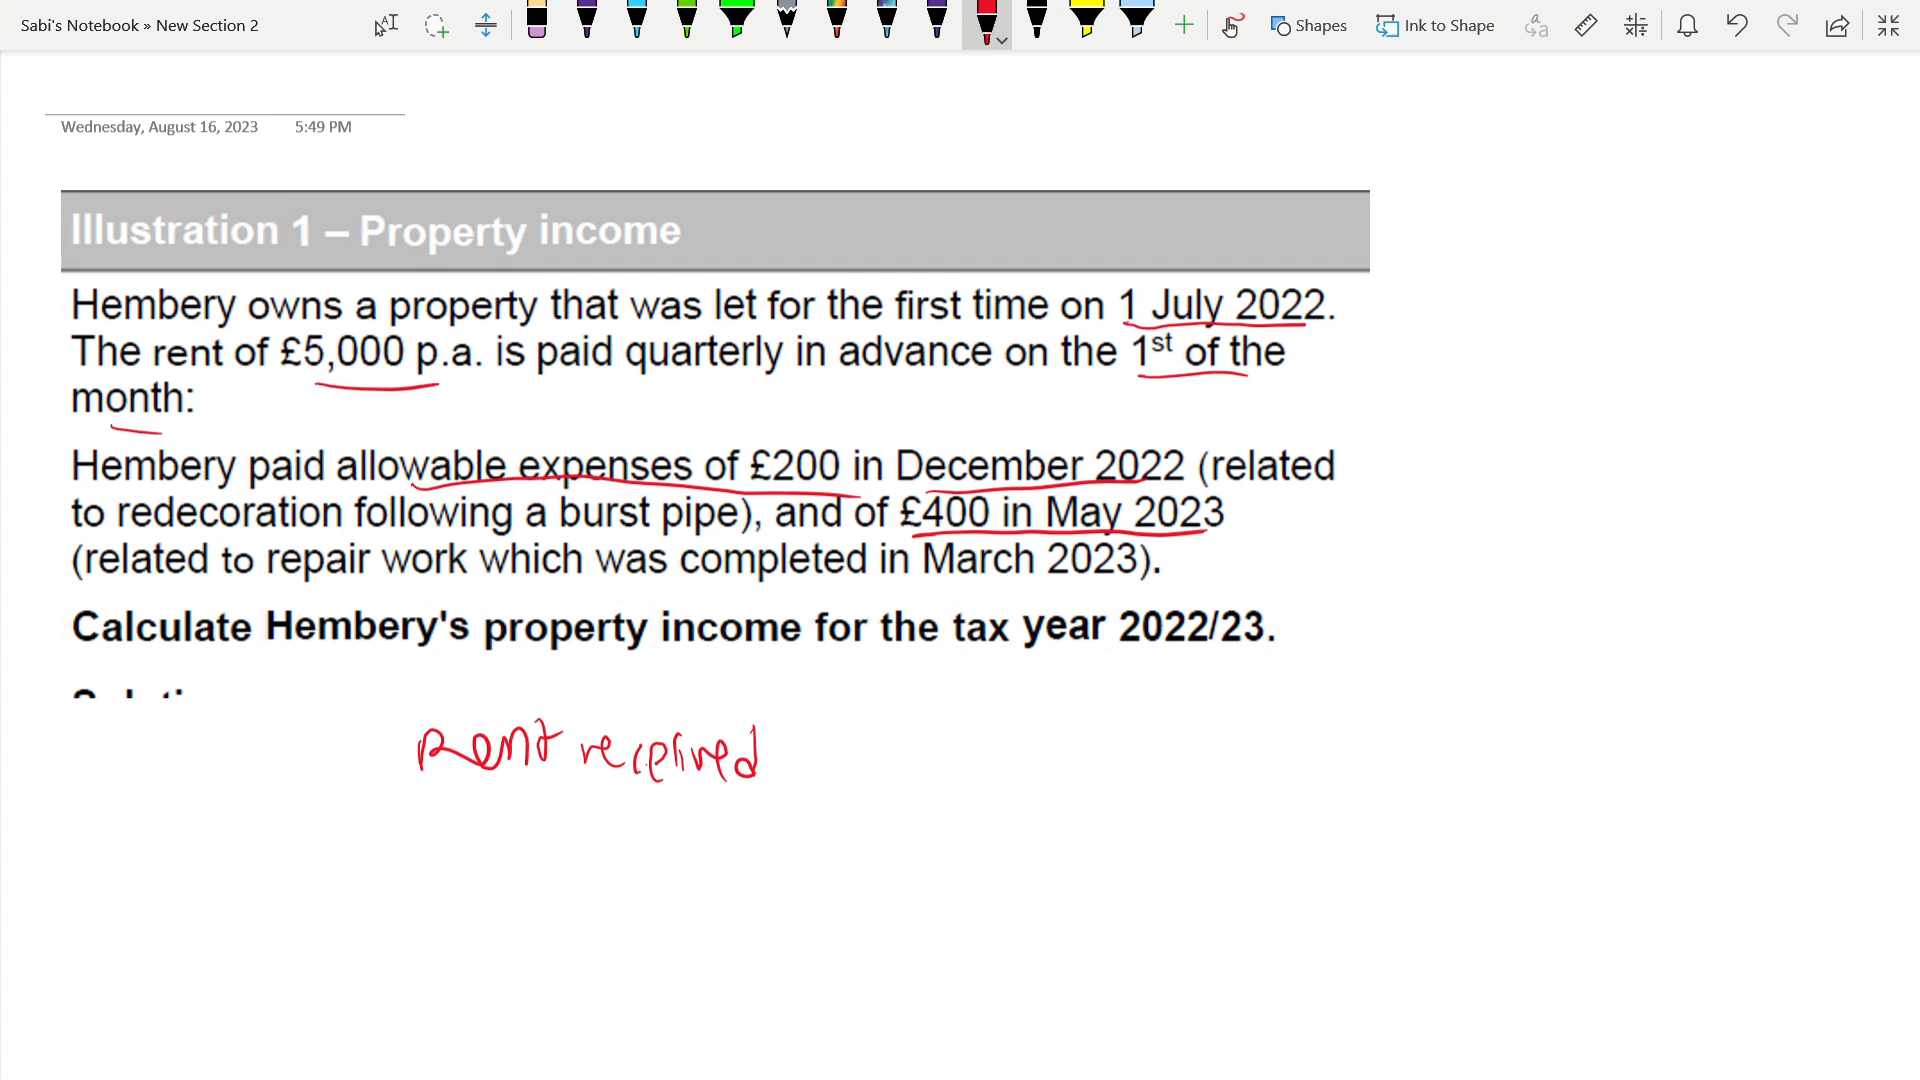 Sabi's Notebook » New Section 2
Shapes
Ink to Shape
Wednesday, August 16, 2023 5:49 PM
Illustration 1 – Property income
Hembery owns a property that was let for the first time on 1 July 2022.
The rent of £5,000 p.a. is paid quarterly in advance on the 1st of the
month:
Hembery paid allowable expenses of £200 in December 2022 (related
to redecoration following a burst pipe), and of £400 in May 2023
(related to repair work which was completed in March 2023).
Calculate Hembery's property income for the tax year 2022/23.
Rent received